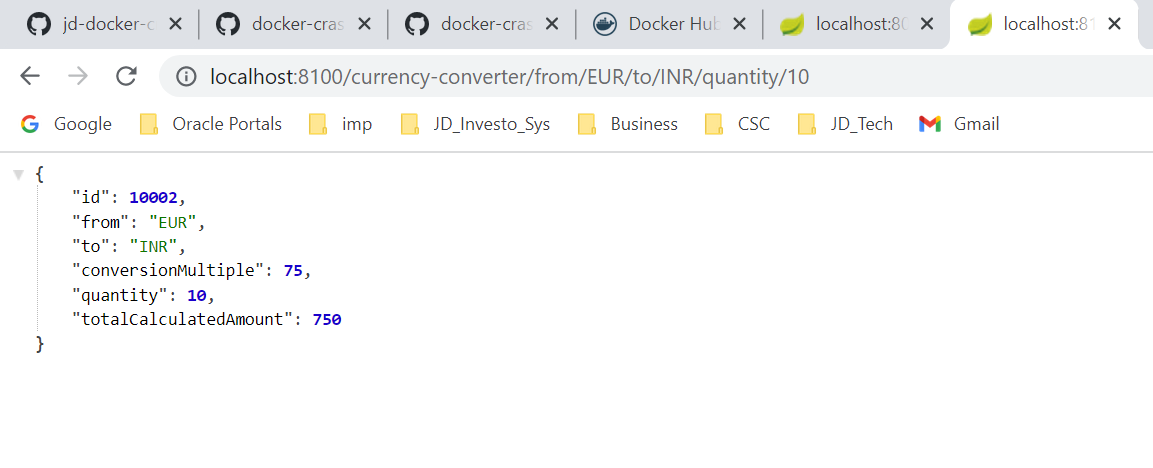 jd-docker-c docker-cras docker-cras Docker Hub localhost:80 localhost:81
localhost:8100/currency-converter/from/EUR/to/INR/quantity/10
Google Oracle Portals imp JD_Investo_Sys Business CSC JD_Tech Gmail
{
"id": 10002,
"from": "EUR",
"to": "INR",
"conversionMultiple": 75,
"quantity": 10,
"totalCalculatedAmount": 750
}